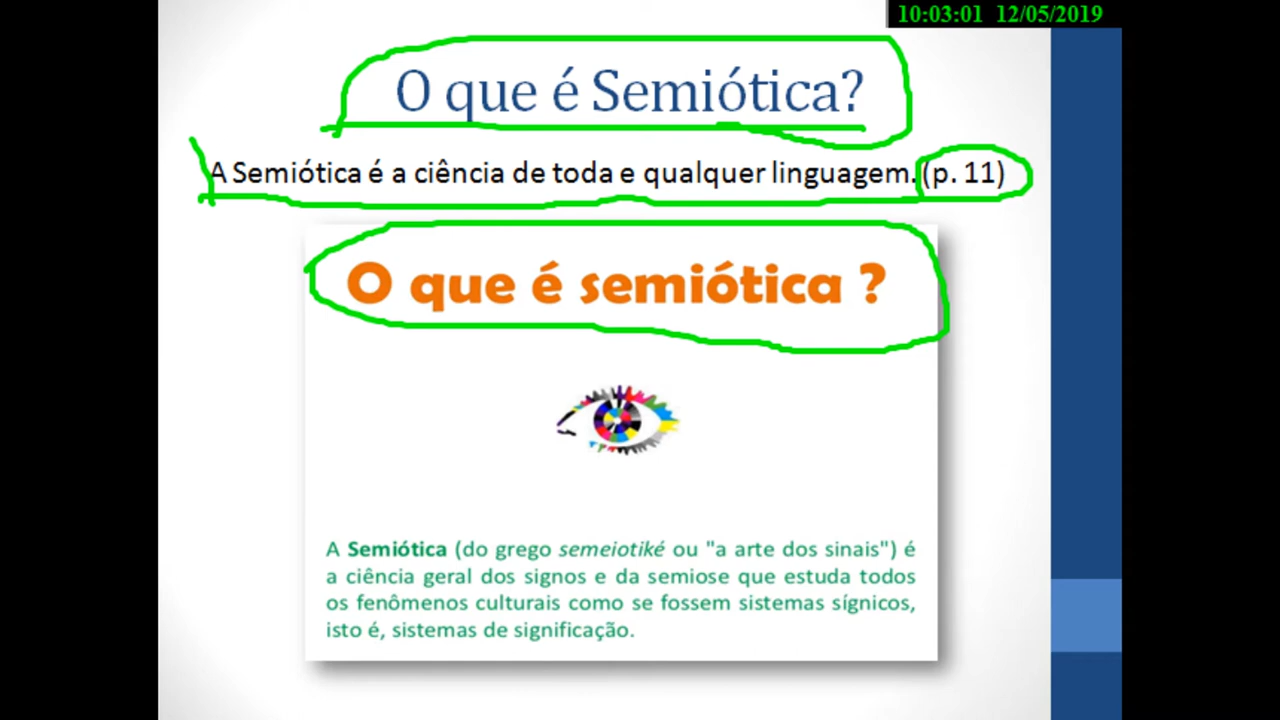 10:03:01 12/05/2019
O que é Semiótica?
A Semiótica é a ciência de toda e qualquer linguagem. (p. 11)
O que é semiótica ?
A Semiótica (do grego semeiotiké ou "a arte dos sinais") é
a ciência geral dos signos e da semiose que estuda todos
os fenômenos culturais como se fossem sistemas sígnicos,
isto é, sistemas de significação.